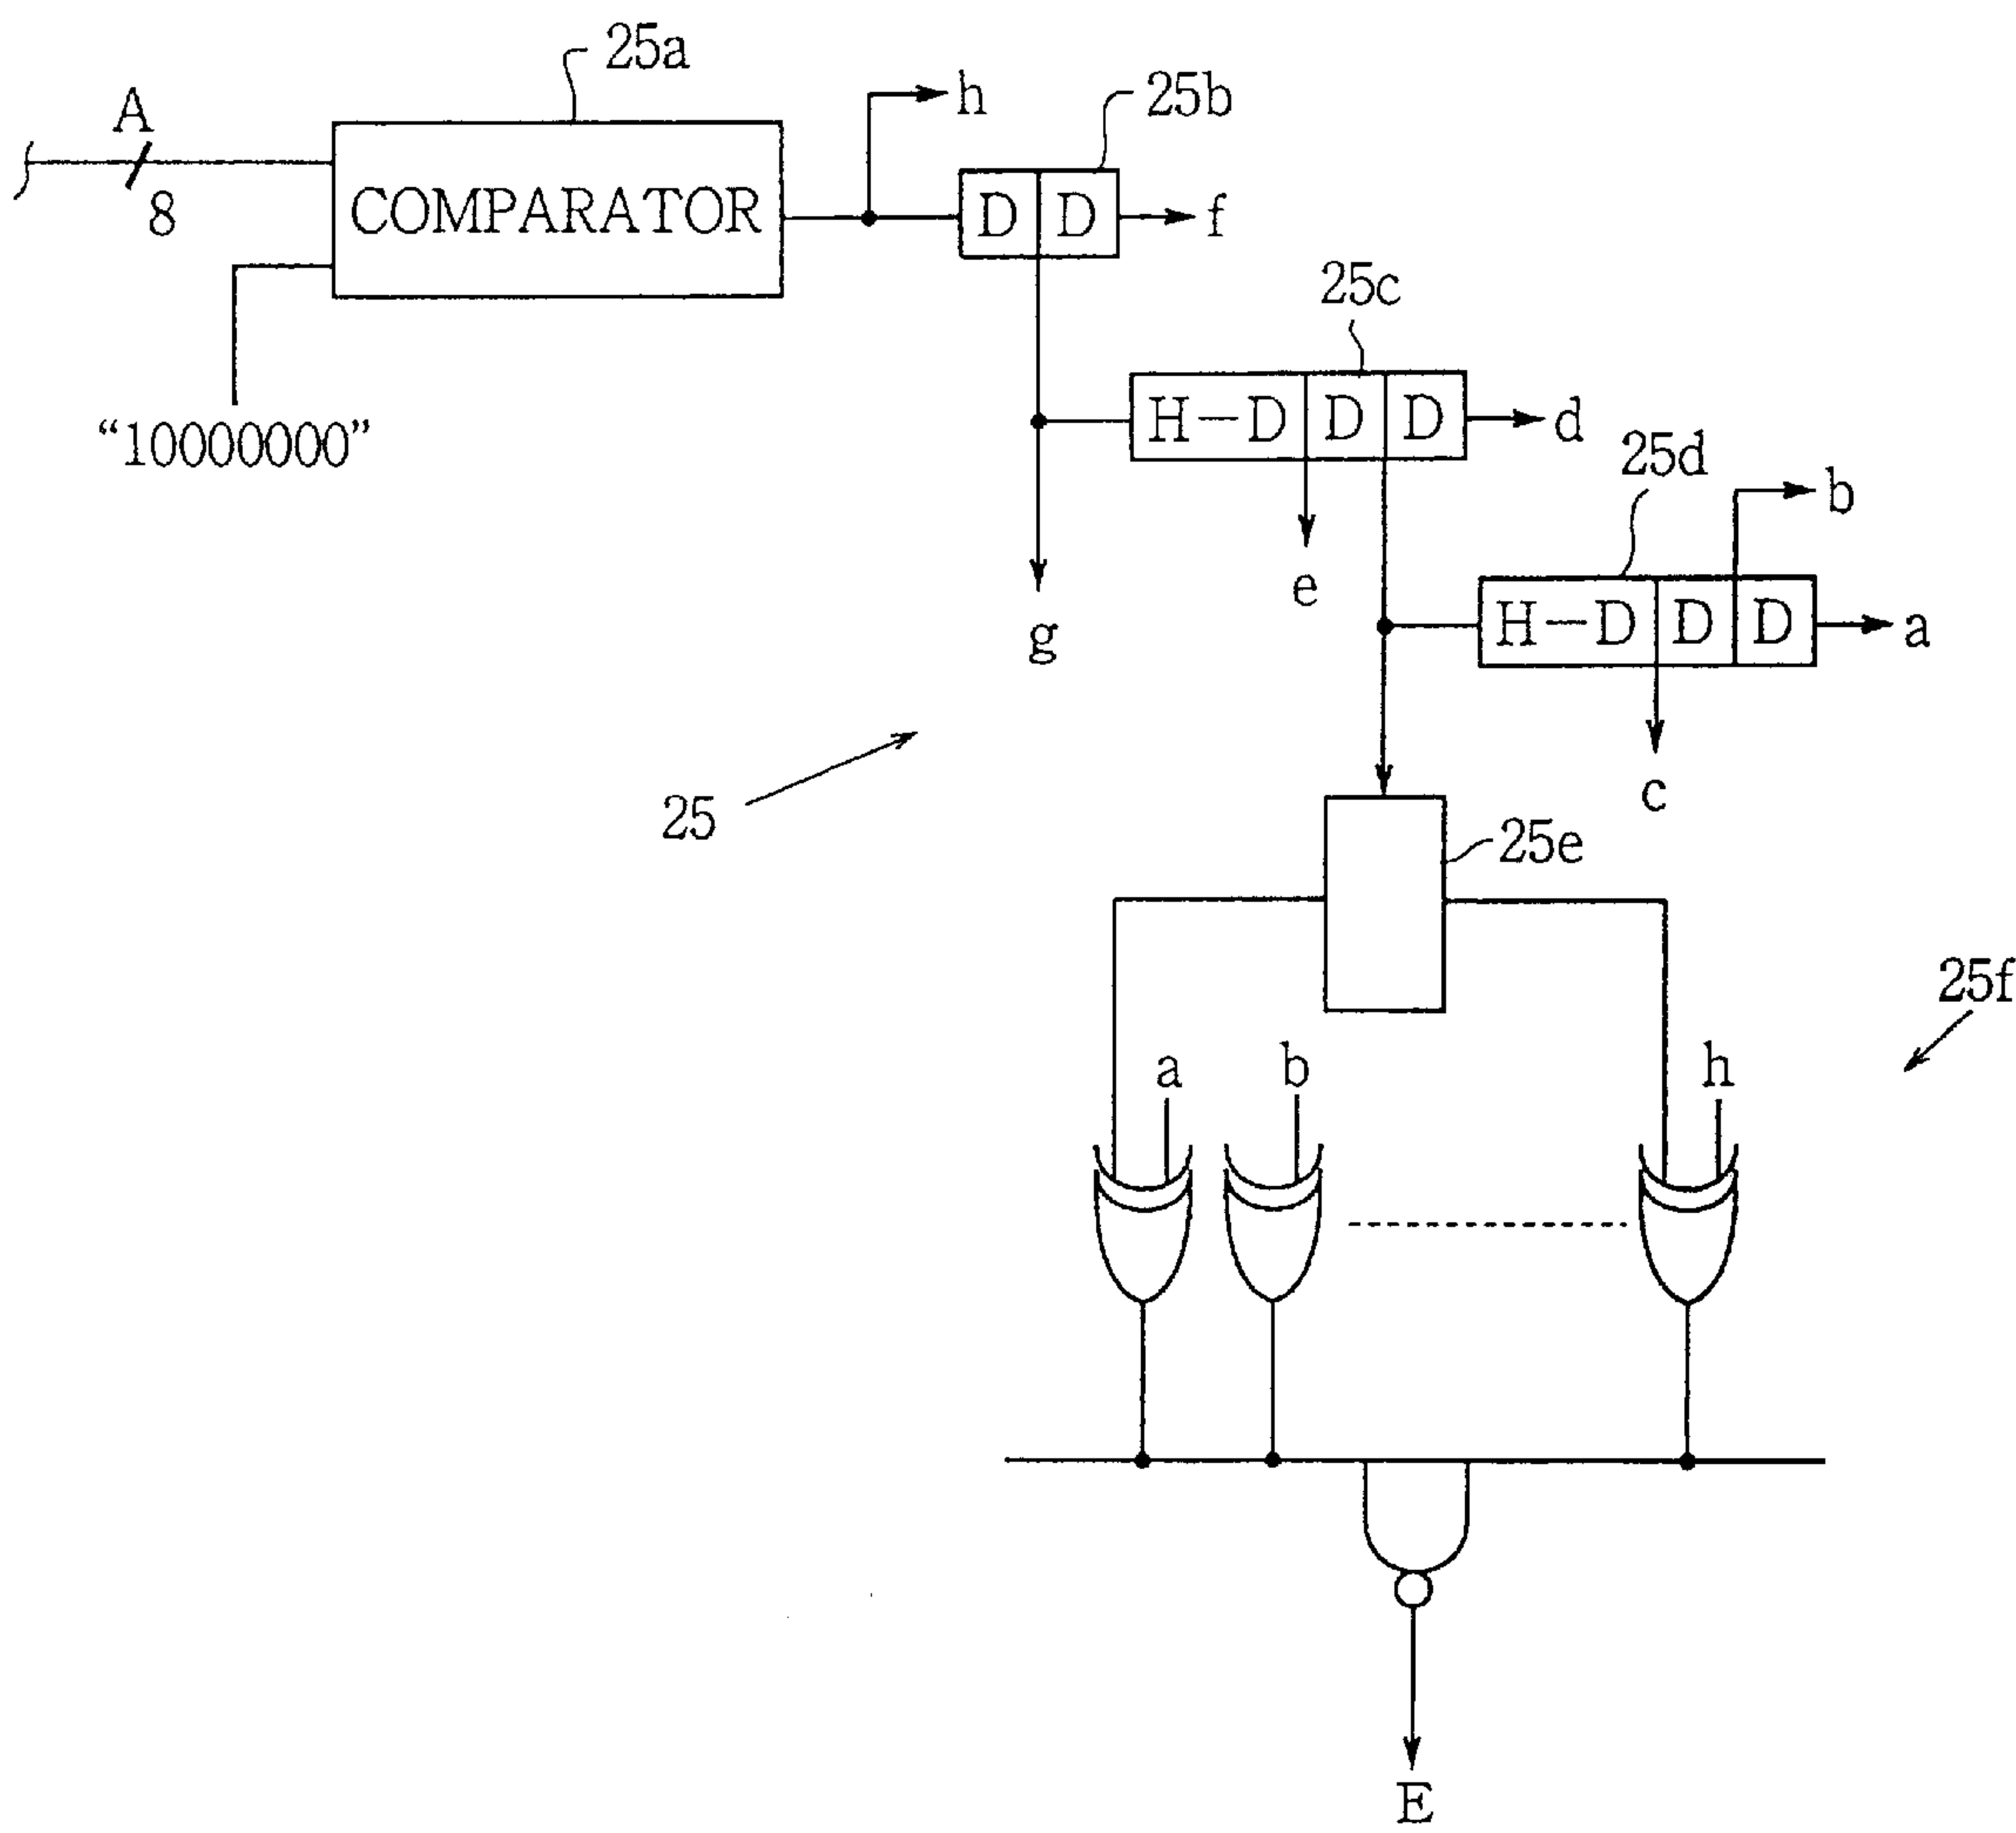 25a
A
h
25b
8
COMPARATOR
D D
f
25c
"10000000"
H-D D D
d
25d
b
e
g
H-D D D
a
c
25
25e
25f
a
b
h
E